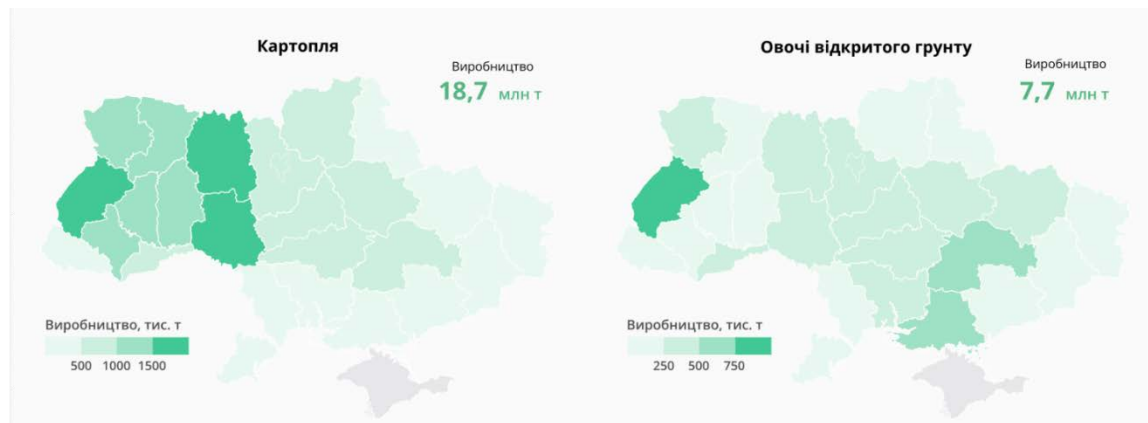 Картопля
Виробництво
18,7 млн т
Виробництво, тис. т
500 1000 1500
Овочі відкритого грунту
Виробництво
7,7 млн т
Виробництво, тис. т
250 500 750